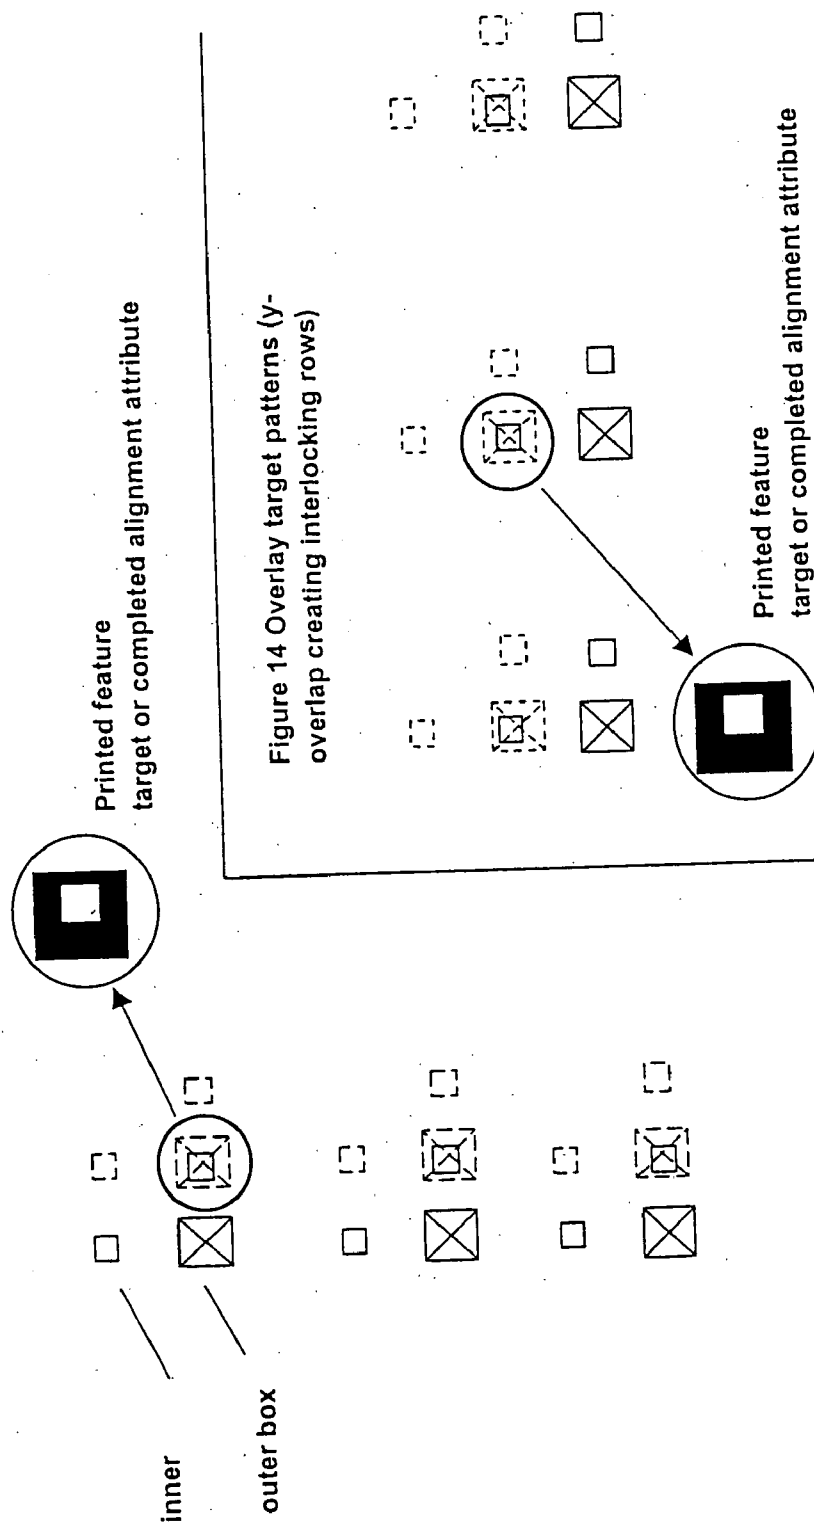 Printed feature
target or completed alignment attribute
inner
outer box
Figure 14 Overlay target patterns (y-
overlap creating interlocking rows)
Printed feature
target or completed alignment attribute